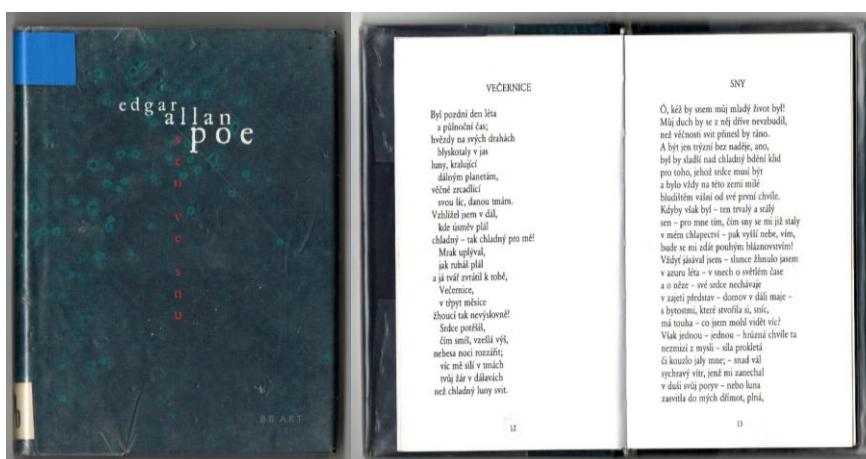 edgar
allan
poe
sen ve snu
BB ART
VEČERNICE
Byl pozdní den léta
a půlnoční čas;
hvězdy na svých drahách
blyskotaly v jas
luny, kralující
dálným planetám,
věčně zrcadlící
svou líc, danou tmám.
Vzhlížel jsem v dál,
kde úsměv plál
chladný – tak chladný pro mě!
Mrak uplýval,
jak rubáš plál
a já tvář zvrátil k tobě,
Večernice,
v třpyt měsíce
žhoucí tak nevýslovně!
Srdce potěšíš,
čím smíš, vzešlá výš,
nebesa noci rozzářit;
víc mě sílí v tmách
tvůj žár v dálavách
než chladný luny svit.
12
SNY
Ó, kéž by snem můj mladý život byl!
Můj duch by se z něj dříve nevzbudil,
než věčnosti svit přinesl by ráno.
A být jen trýzní bez naděje, ano,
byl by sladší nad chladný bdění klid
pro toho, jehož srdce musí být
a bylo vždy na této zemi milé
bludištěm vášní od své první chvíle.
Kdyby však byl – ten trvalý a stálý
sen – pro mne tím, čím sny se mi již staly
v mém chlapectví – pak vyšší nebe, vím,
bude se mi zdát pouhým bláznovstvím!
Vždyť jásával jsem – slunce žhnulo jasem
v azuru léta – v snech o světlém čase
a o něze – své srdce nechávaje
v zajetí představ – domov v dáli maje –
s bytostmi, které stvořila si, sníc,
má touha – co jsem mohl vidět víc?
Však jednou – jednou – hrůzná chvíle ta
nezmizí z mysli – síla prokletá
či kouzlo jaly mne; – snad vál
sychravý vítr, jenž mi zanechal
v duši svůj poryv – nebo luna
zasvitla do mých dřímot, plná,
13